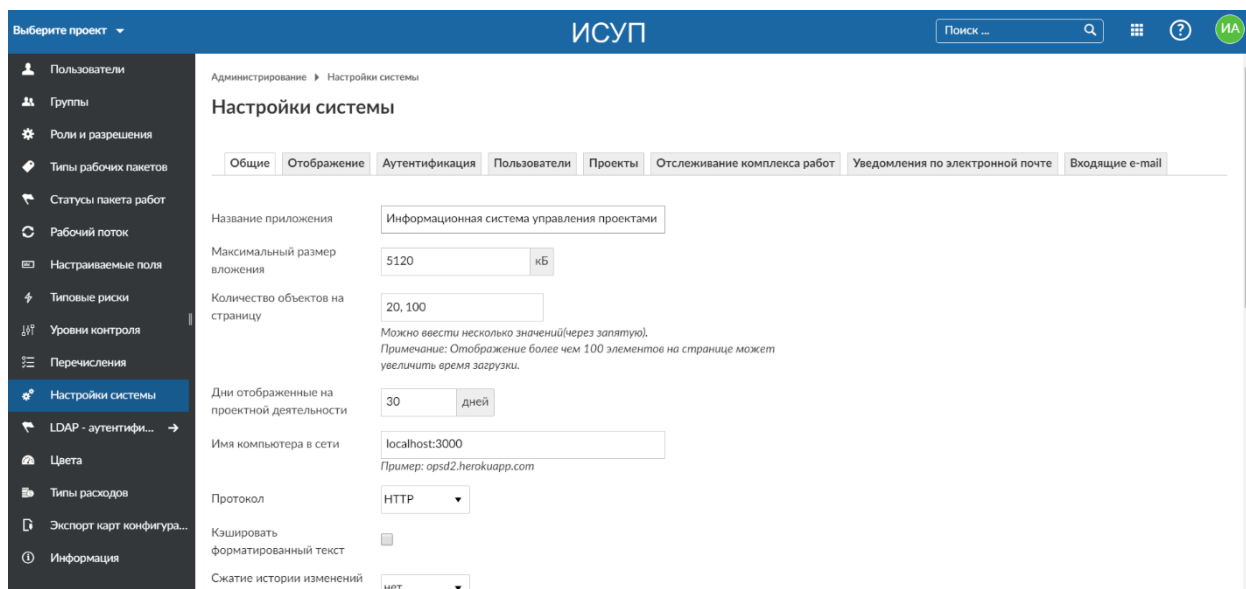 Выберите проект
ИСУП
Поиск ...
ИА
Пользователи
Группы
Роли и разрешения
Типы рабочих пакетов
Статусы пакета работ
Рабочий поток
Настраиваемые поля
Типовые риски
Уровни контроля
Перечисления
Настройки системы
LDAP - аутентифи...
Цвета
Типы расходов
Экспорт карт конфигура...
Информация
Администрирование Настройки системы
Настройки системы
Общие Отображение Аутентификация Пользователи Проекты Отслеживание комплекса работ Уведомления по электронной почте Входящие e-mail
Название приложения
Информационная система управления проектами
Максимальный размер
вложения
5120 кБ
Количество объектов на
страницу
20, 100
Можно ввести несколько значений(через запятую).
Примечание: Отображение более чем 100 элементов на странице может
увеличить время загрузки.
Дни отображенные на
проектной деятельности
30 дней
Имя компьютера в сети
localhost:3000
Пример: opsd2.herokuapp.com
Протокол
HTTP
Кэшировать
форматированный текст
Сжатие истории изменений
нет